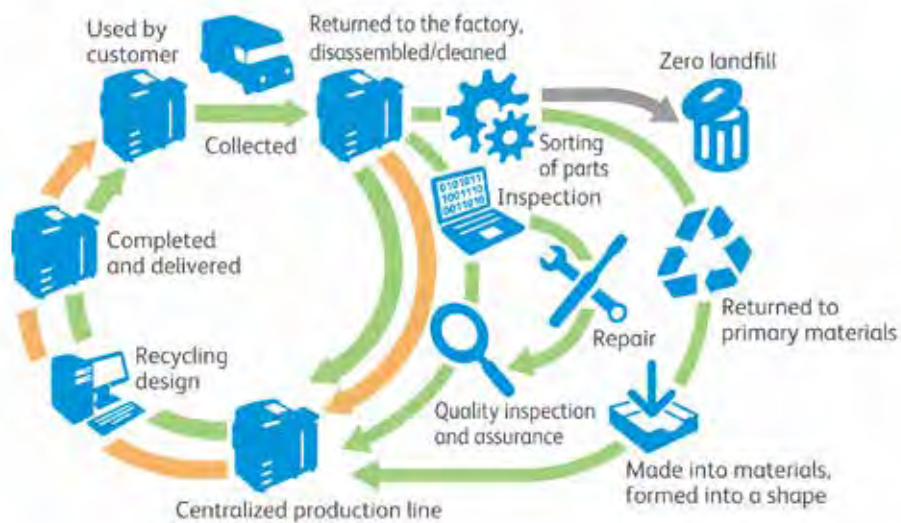 Used by
customer
Returned to the factory,
disassembled/cleaned
Zero landfill
Collected
Sorting
of parts
0101011
1001110
0011010
Inspection
Completed
and delivered
Returned to
primary materials
Repair
Recycling
design
Quality inspection
and assurance
Made into materials,
formed into a shape
Centralized production line